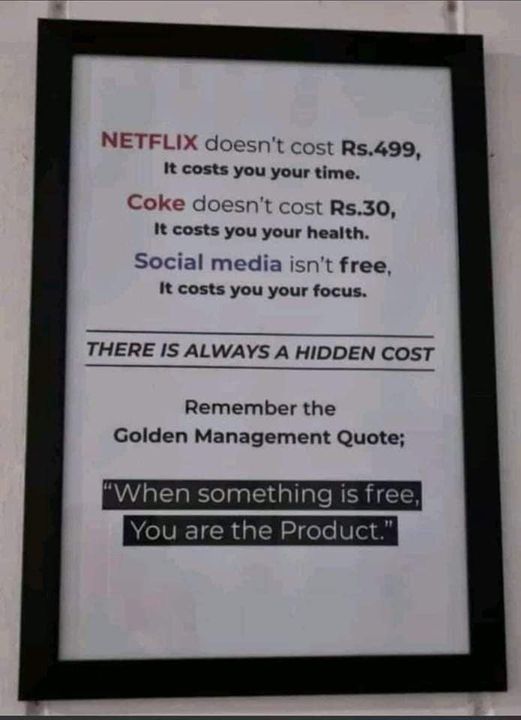 NETFLIX doesn't cost Rs.499,
It costs you your time.
Coke doesn't cost Rs.30,
It costs you your health.
Social media isn't free,
It costs you your focus.
THERE IS ALWAYS A HIDDEN COST
Remember the
Golden Management Quote;
"When something is free,
You are the Product."